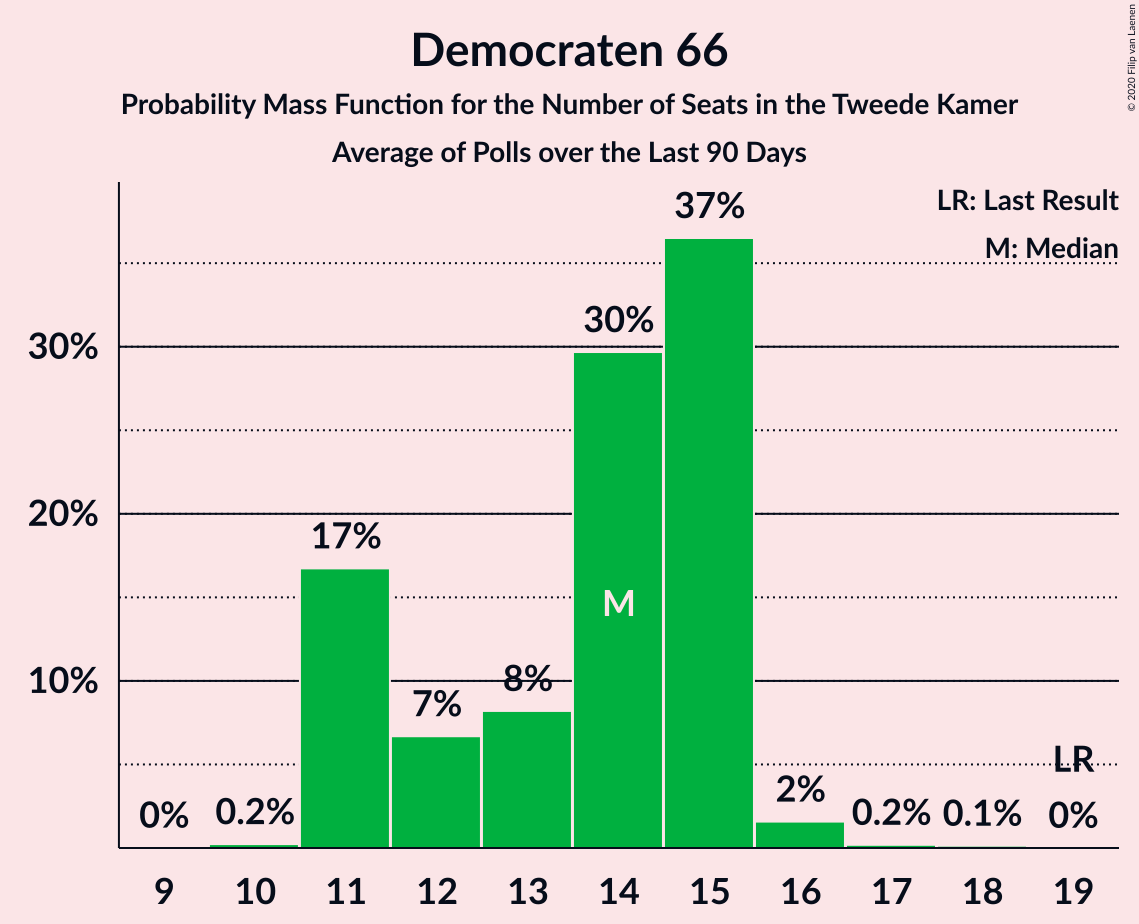 Democraten 66
Probability Mass Function for the Number of Seats in the Tweede Kamer
Average of Polls over the Last 90 Days
© 2020 Filip van Laenen
LR: Last Result
M: Median
37%
30%
30%
20%
17%
M
10%
8%
7%
LR
2%
0%
0.2%
0.2%
0.1%
0%
9 10 11 12 13 14 15 16 17 18 19